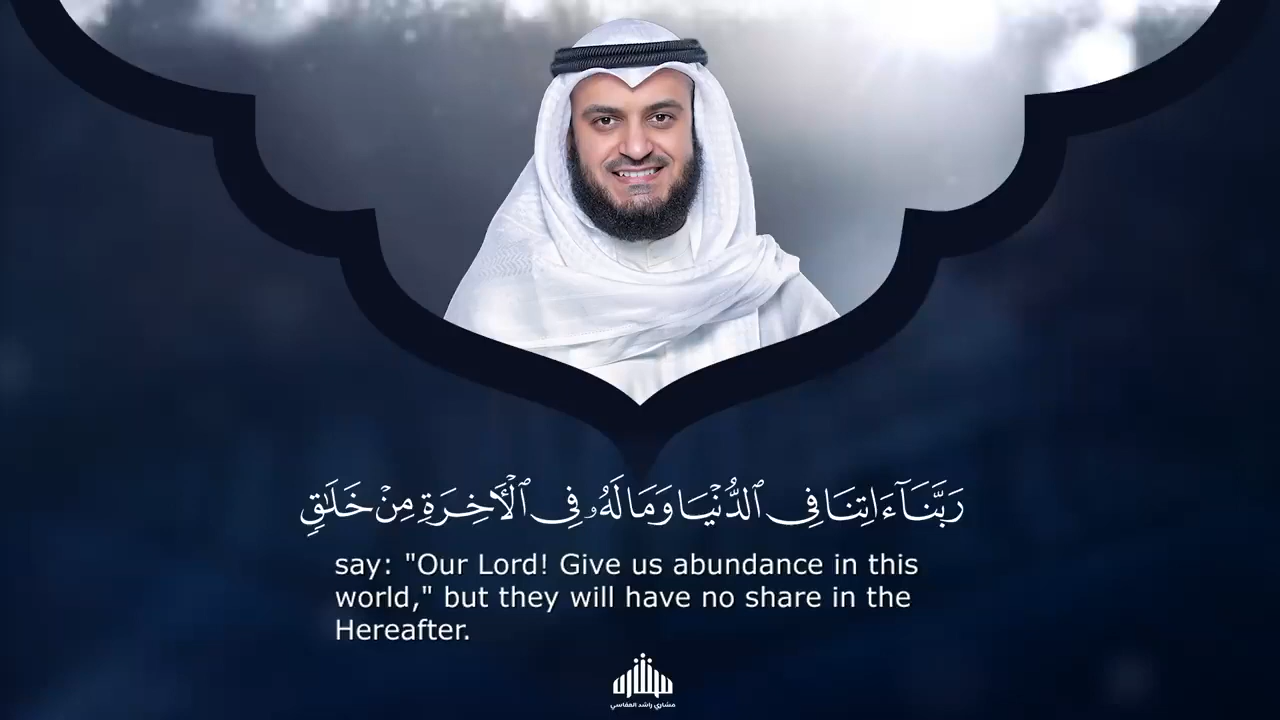 رَبَّنَآ ءَاتِنَا فِى ٱلدُّنْيَا وَمَا لَهُۥ فِى ٱلْـَٔاخِرَةِ مِنْ خَلَـٰقٍ
say: "Our Lord! Give us abundance in this
world," but they will have no share in the
Hereafter.
مشاري راشد العفاسي